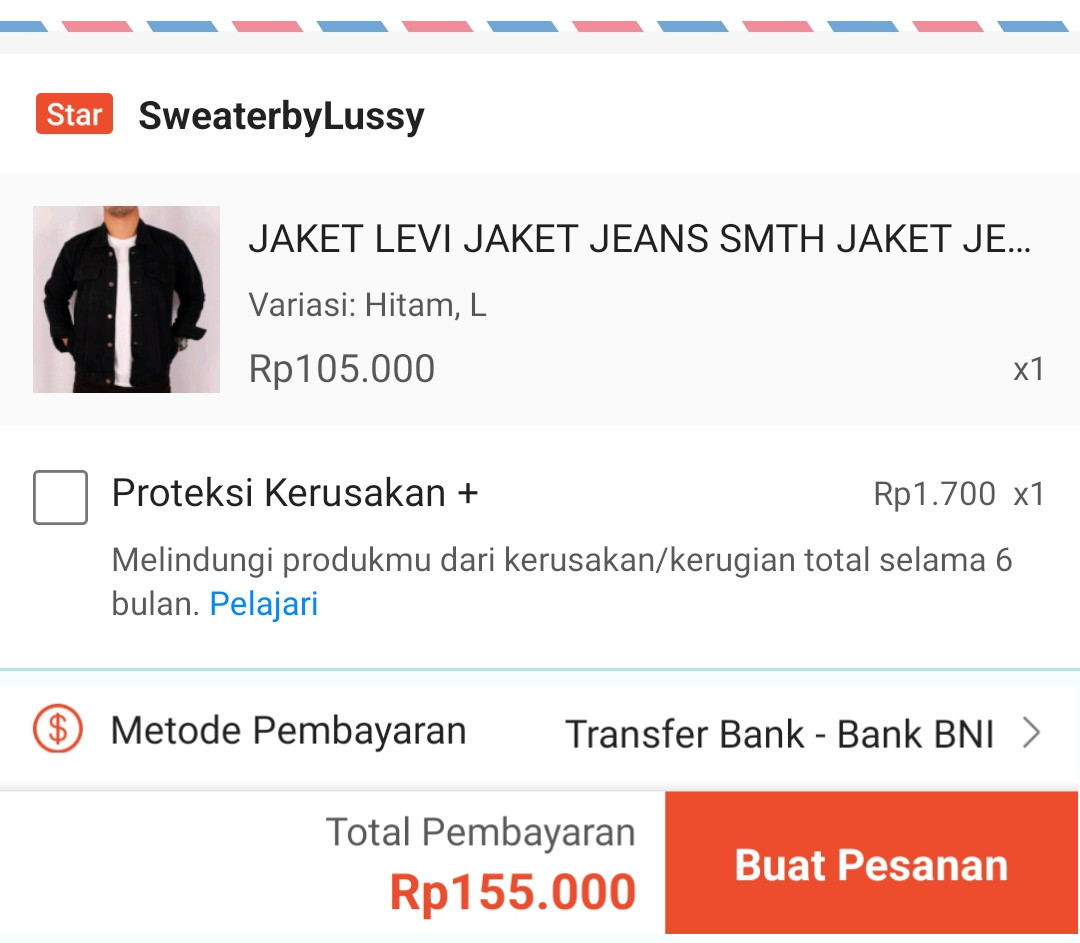 Star SweaterbyLussy
JAKET LEVI JAKET JEANS SMTH JAKET JE...
Variasi: Hitam, L
Rp105.000 x1
Proteksi Kerusakan + Rp1.700 x1
Melindungi produkmu dari kerusakan/kerugian total selama 6
bulan. Pelajari
$ Metode Pembayaran Transfer Bank - Bank BNI
Total Pembayaran
Rp155.000
Buat Pesanan